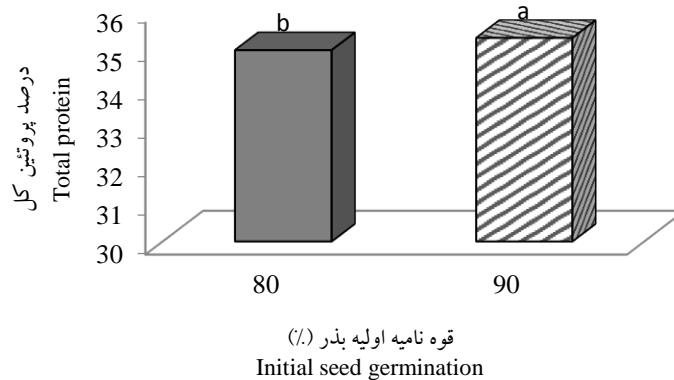 b
a
36
35
34
33
32
31
30
درصد پروتئین کل
Total protein
80
90
قوه نامیه اولیه بذر (٪)
Initial seed germination